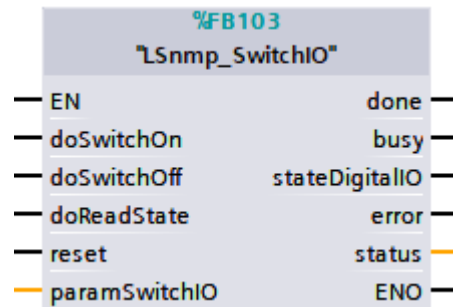 %FB103
"LSnmp_SwitchIO"
EN done
doSwitchOn busy
doSwitchOff stateDigitalIO
doReadState error
reset status
paramSwitchIO ENO